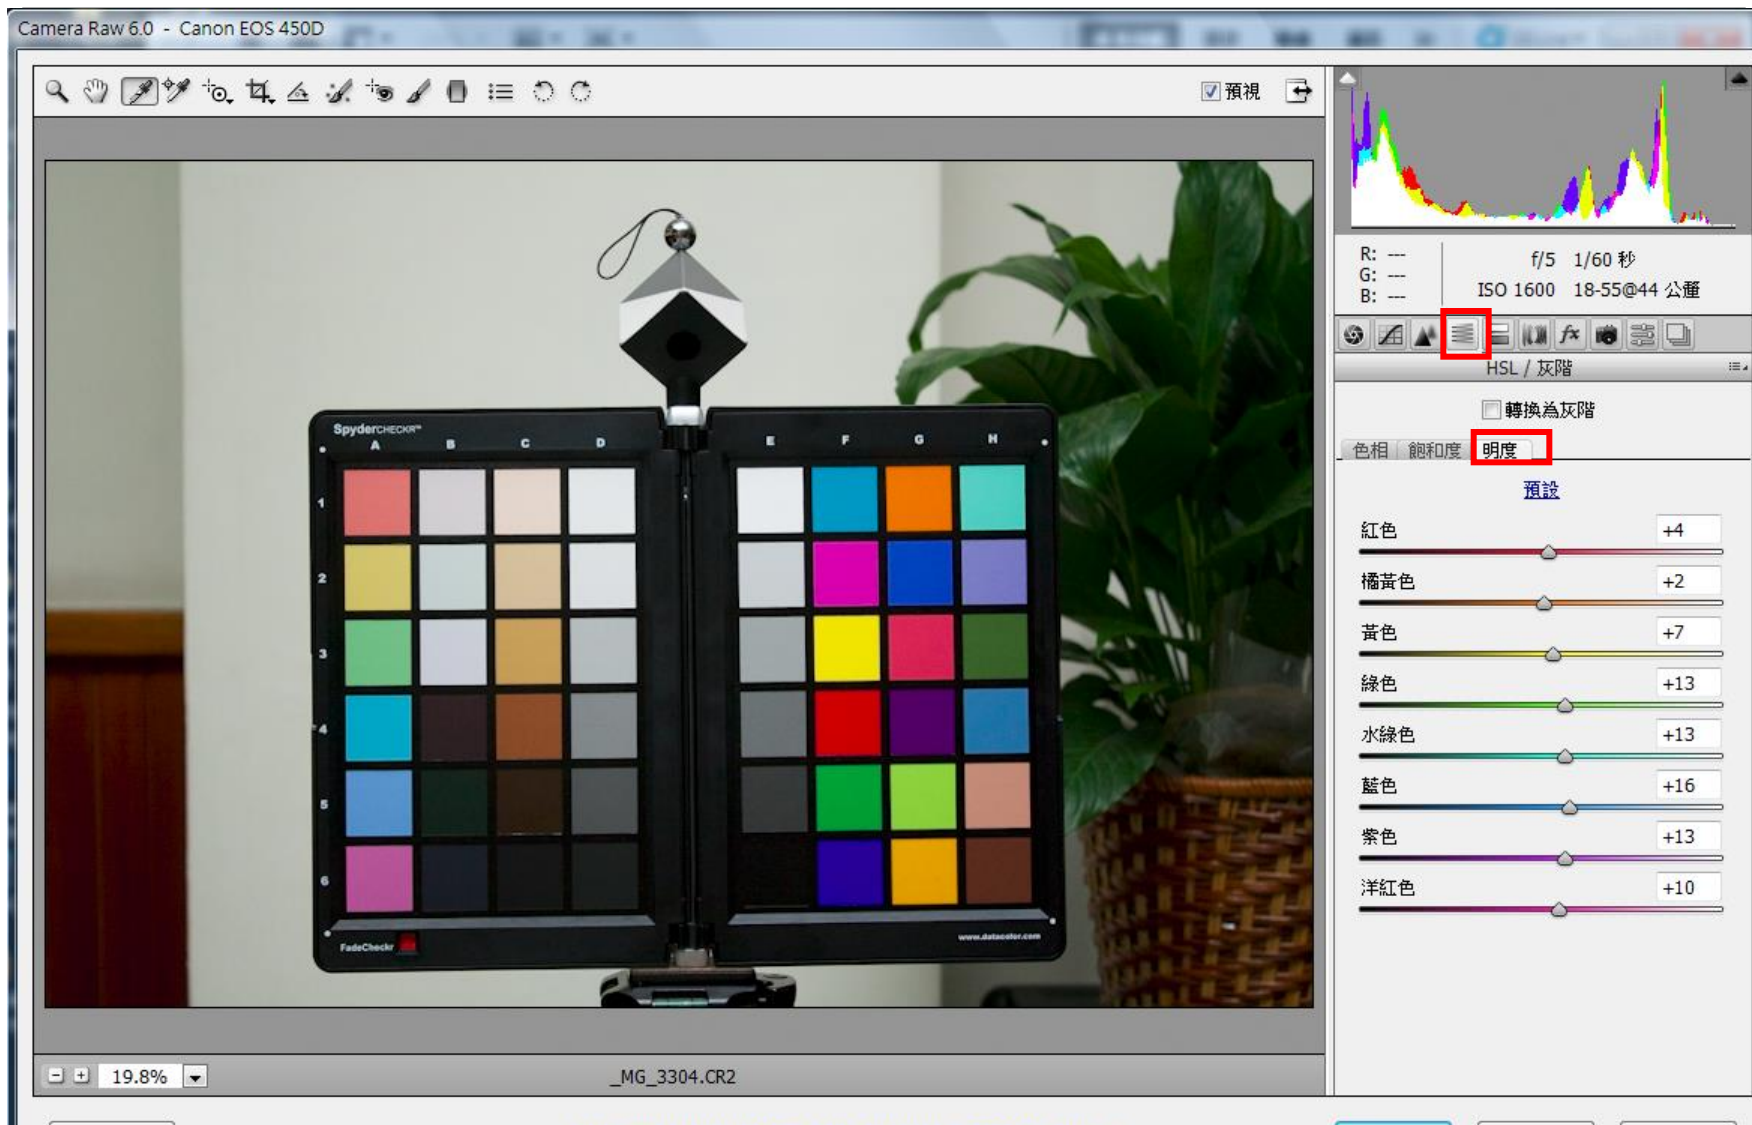 Camera Raw 6.0 - Canon EOS 450D
預視
R: ---
G: ---
B: ---
f/5 1/60 秒
ISO 1600 18-55@44 公釐
fx
HSL / 灰階
轉換為灰階
色相 飽和度 明度
預設
紅色 +4
橘黃色 +2
黃色 +7
綠色 +13
水綠色 +13
藍色 +16
紫色 +13
洋紅色 +10
SpyderCHECKR™
A B C D E F G H
1
2
3
4
5
6
FadeCheckr
www.datacolor.com
19.8%
_MG_3304.CR2